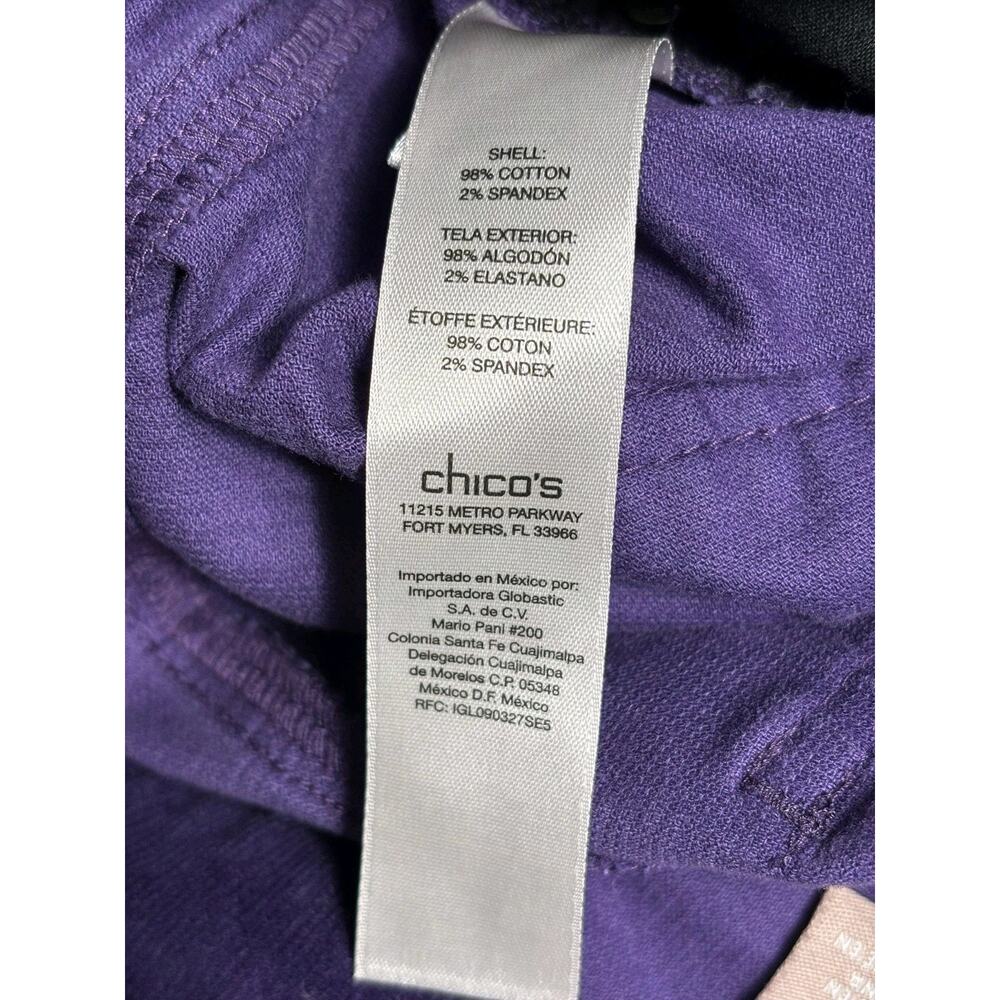 SHELL:
98% COTTON
2% SPANDEX
TELA EXTERIOR:
98% ALGODÓN
2% ELASTANO
ÉTOFFE EXTÉRIEURE:
98% COTON
2% SPANDEX
chico's
11215 METRO PARKWAY
FORT MYERS, FL 33966
Importado en México por:
Importadora Globastic
S.A. de C.V.
Mario Pani #200
Colonia Santa Fe Cuajimalpa
Delegación Cuajimalpa
de Morelos C.P. 05348
México D.F. México
RFC: IGL090327SE5